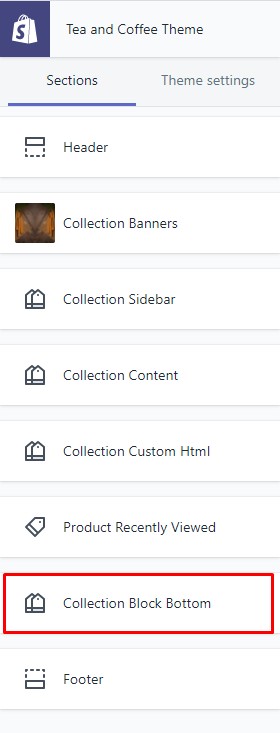 Tea and Coffee Theme
Sections
Theme settings
Header
Collection Banners
Collection Sidebar
Collection Content
Collection Custom Html
Product Recently Viewed
Collection Block Bottom
Footer